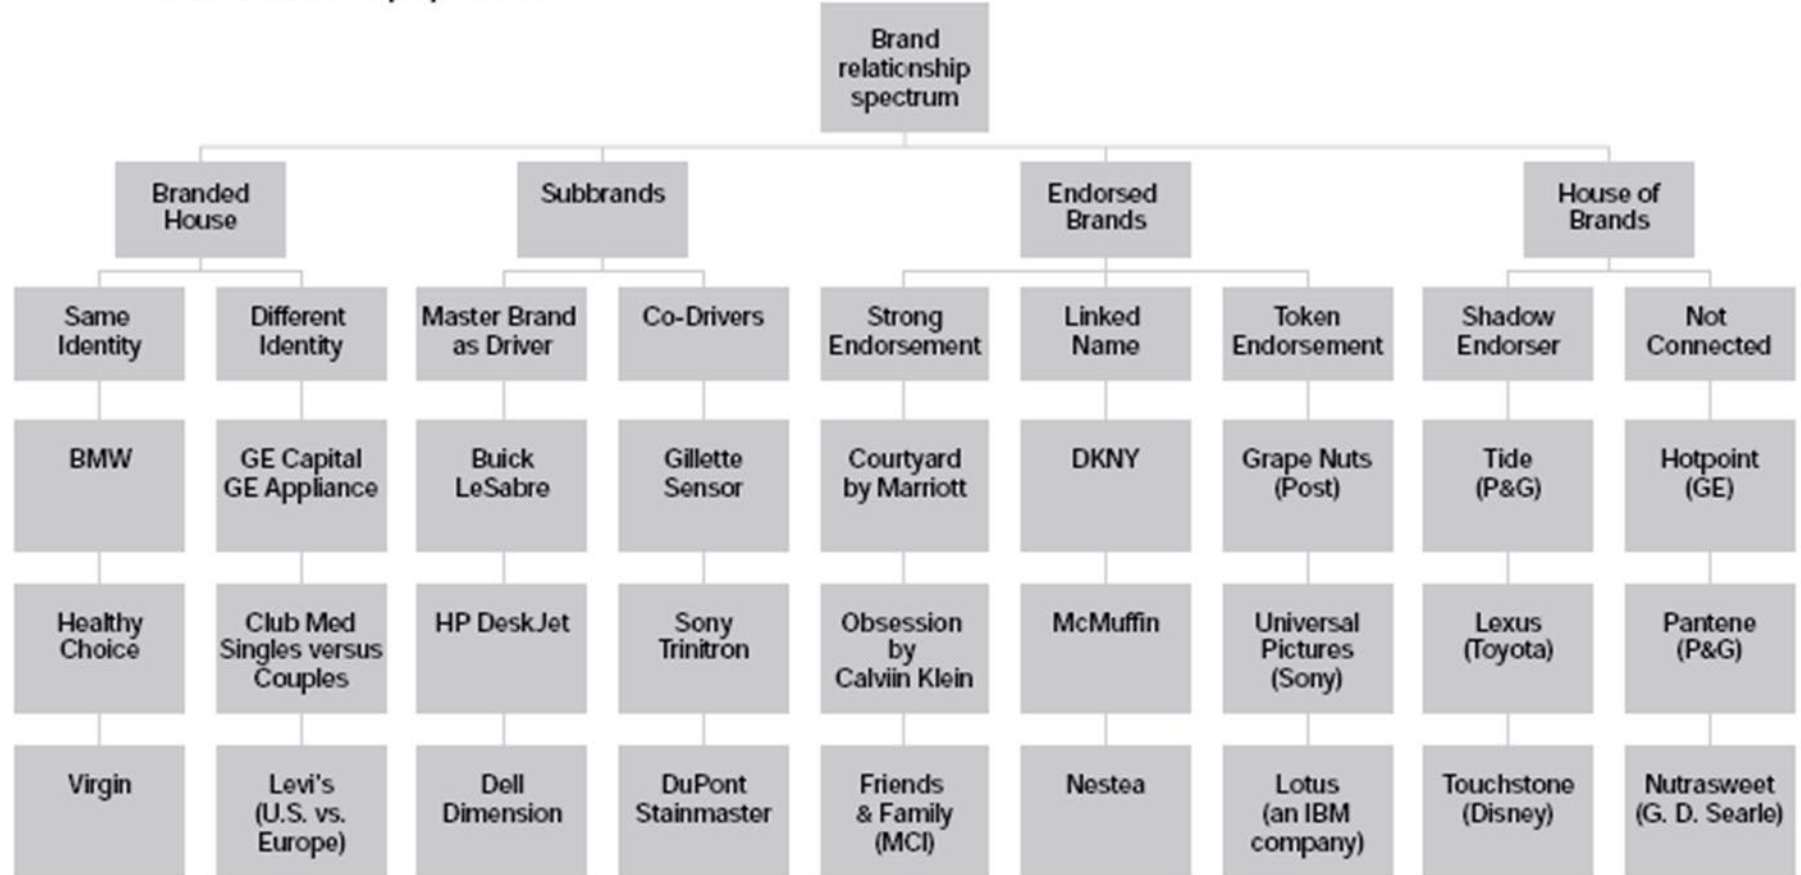 Brand
relationship
spectrum
Branded
House
Subbrands
Endorsed
Brands
House of
Brands
Same
Identity
Different
Identity
Master Brand
as Driver
Co-Drivers
Strong
Endorsement
Linked
Name
Token
Endorsement
Shadow
Endorser
Not
Connected
BMW
GE Capital
GE Appliance
Buick
LeSabre
Gillette
Sensor
Courtyard
by Marriott
DKNY
Grape Nuts
(Post)
Tide
(P&G)
Hotpoint
(GE)
Healthy
Choice
Club Med
Singles versus
Couples
HP DeskJet
Sony
Trinitron
Obsession
by
Calviin Klein
McMuffin
Universal
Pictures
(Sony)
Lexus
(Toyota)
Pantene
(P&G)
Virgin
Levi's
(U.S. vs.
Europe)
Dell
Dimension
DuPont
Stainmaster
Friends
& Family
(MCI)
Nestea
Lotus
(an IBM
company)
Touchstone
(Disney)
Nutrasweet
(G. D. Searle)